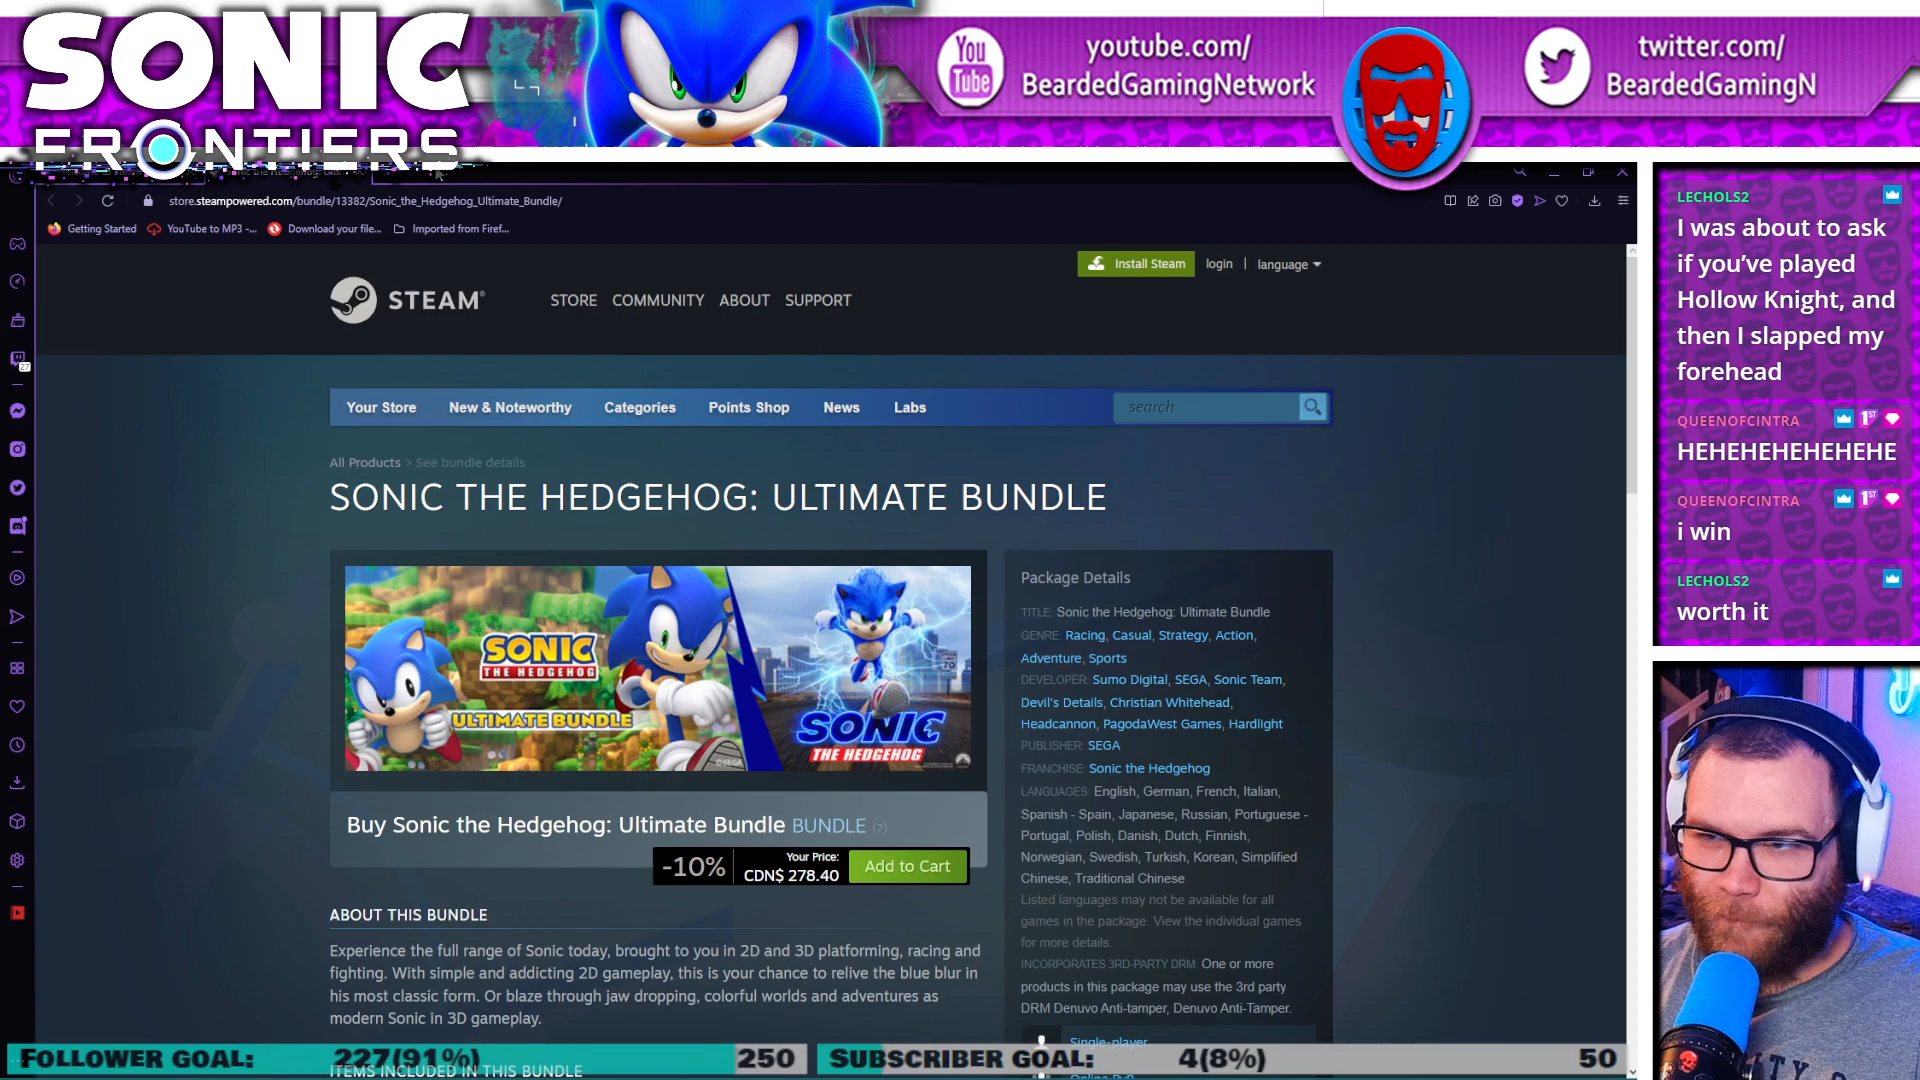 SONIC
FRONTIERS
You
Tube
youtube.com/
BeardedGamingNetwork
twitter.com/
BeardedGamingN
store.steampowered.com/bundle/13382/Sonic_the_Hedgehog_Ultimate_Bundle/
Getting Started
YouTube to MP3 -...
Download your file...
Imported from Firef...
27
Install Steam
login
language
STEAM
STORE
COMMUNITY
ABOUT
SUPPORT
Your Store
New & Noteworthy
Categories
Points Shop
News
Labs
search
All Products > See bundle details
SONIC THE HEDGEHOG: ULTIMATE BUNDLE
SONIC
THE HEDGEHOG
ULTIMATE BUNDLE
©SEGA
SPEED
70
SONIC
THE HEDGEHOG
Buy Sonic the Hedgehog: Ultimate Bundle BUNDLE (?)
-10%
Your Price:
CDN$ 278.40
Add to Cart
ABOUT THIS BUNDLE
Experience the full range of Sonic today, brought to you in 2D and 3D platforming, racing and
fighting. With simple and addicting 2D gameplay, this is your chance to relive the blue blur in
his most classic form. Or blaze through jaw dropping, colorful worlds and adventures as
modern Sonic in 3D gameplay.
ITEMS INCLUDED IN THIS BUNDLE
Package Details
TITLE: Sonic the Hedgehog: Ultimate Bundle
GENRE: Racing, Casual, Strategy, Action,
Adventure, Sports
DEVELOPER: Sumo Digital, SEGA, Sonic Team,
Devil's Details, Christian Whitehead,
Headcannon, PagodaWest Games, Hardlight
PUBLISHER: SEGA
FRANCHISE: Sonic the Hedgehog
LANGUAGES: English, German, French, Italian,
Spanish - Spain, Japanese, Russian, Portuguese -
Portugal, Polish, Danish, Dutch, Finnish,
Norwegian, Swedish, Turkish, Korean, Simplified
Chinese, Traditional Chinese
Listed languages may not be available for all
games in the package. View the individual games
for more details.
INCORPORATES 3RD-PARTY DRM: One or more
products in this package may use the 3rd party
DRM Denuvo Anti-tamper, Denuvo Anti-Tamper.
Single-player
Online PvP
FOLLOWER GOAL: 227(91%) 250
SUBSCRIBER GOAL: 4(8%) 50
LECHOLS2
I was about to ask
if you've played
Hollow Knight, and
then I slapped my
forehead
QUEENOFCINTRA 1ST
HEHEHEHEHEHEHE
QUEENOFCINTRA 1ST
i win
LECHOLS2
worth it